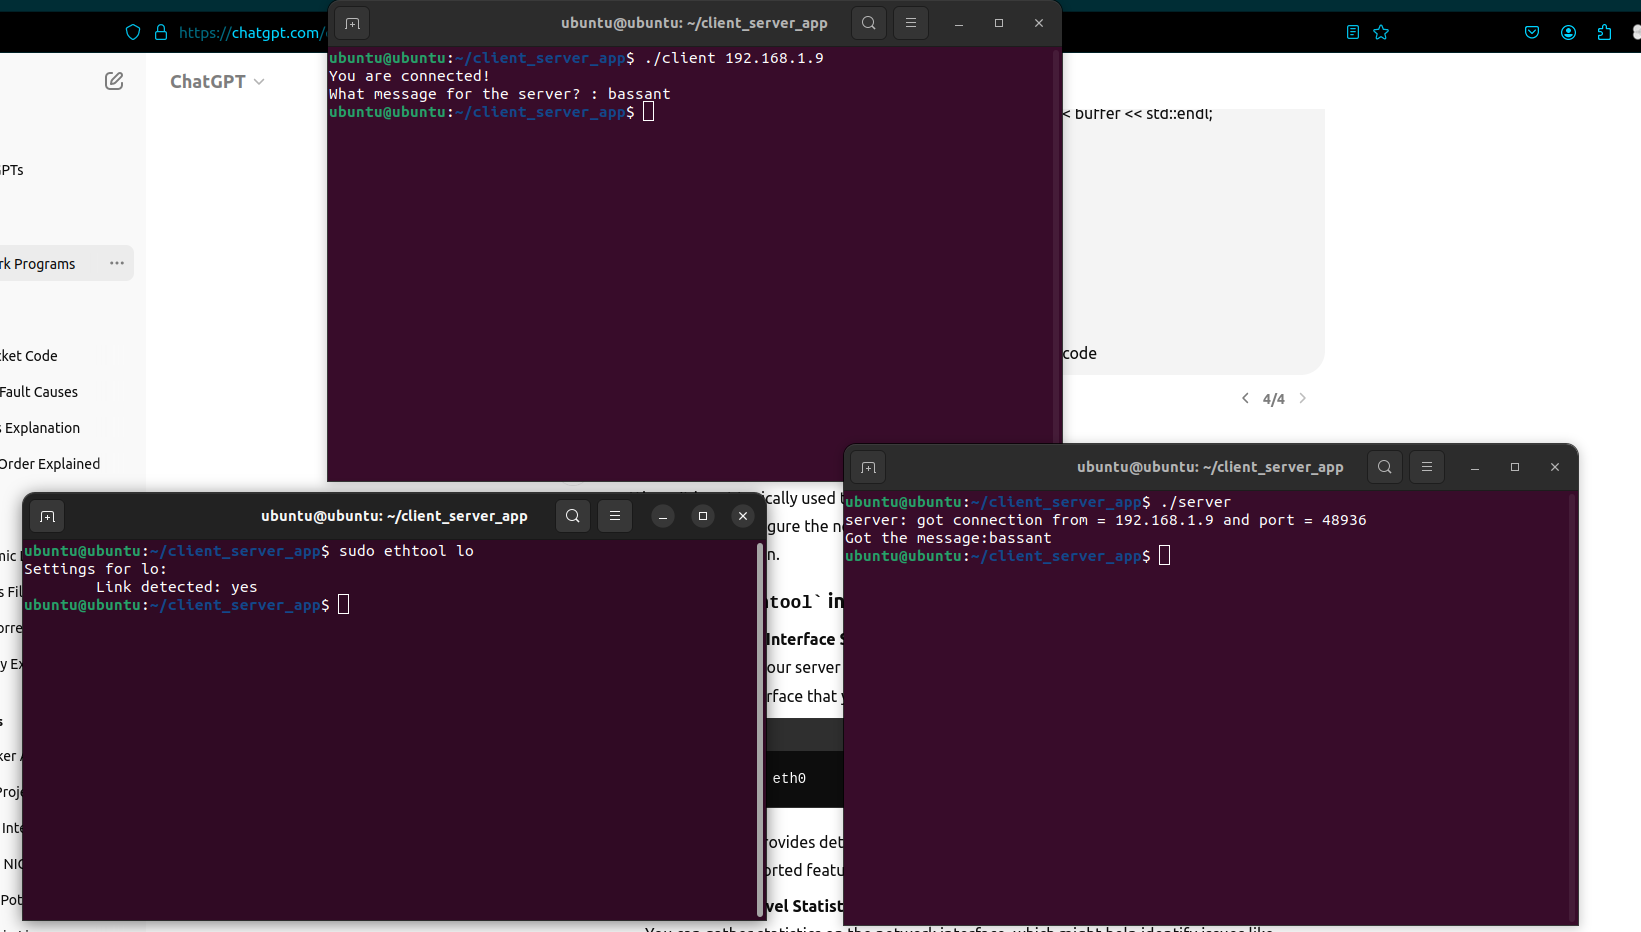 https://chatgpt.com/
ChatGPT
ubuntu@ubuntu: ~/client_server_app
ubuntu@ubuntu:~/client_server_app$ ./client 192.168.1.9
You are connected!
What message for the server? : bassant
ubuntu@ubuntu:~/client_server_app$
< buffer << std::endl;
code
4/4
PTs
rk Programs
ket Code
Fault Causes
Explanation
Order Explained
ubuntu@ubuntu: ~/client_server_app
ubuntu@ubuntu:~/client_server_app$ sudo ethtool lo
Settings for lo:
Link detected: yes
ubuntu@ubuntu:~/client_server_app$
ubuntu@ubuntu: ~/client_server_app
ubuntu@ubuntu:~/client_server_app$ ./server
server: got connection from = 192.168.1.9 and port = 48936
Got the message:bassant
ubuntu@ubuntu:~/client_server_app$
ically used
gure the
n.
tool` in
Interface
our server
rface that
eth0
rovides
orted
vel Statist